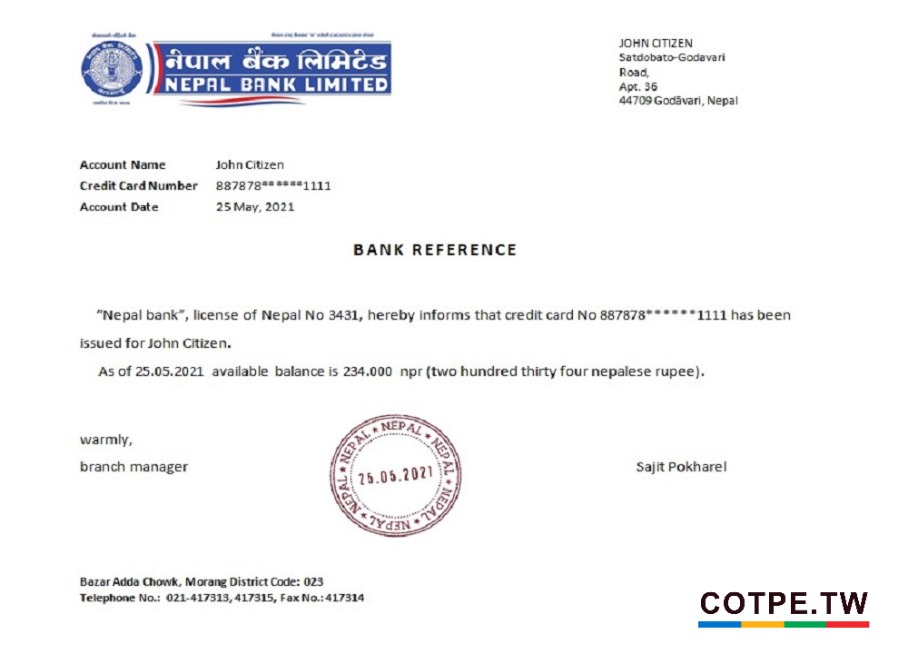 नेपाल बैंक लिमिटेड
NEPAL BANK LIMITED
JOHN CITIZEN
Satdobato-Godavari
Road,
Apt. 36
44709 Godāvari, Nepal
Account Name John Citizen
Credit Card Number 887878******1111
Account Date 25 May, 2021
BANK REFERENCE
“Nepal bank”, license of Nepal No 3431, hereby informs that credit card No 887878******1111 has been
issued for John Citizen.
As of 25.05.2021 available balance is 234.000 npr (two hundred thirty four nepalese rupee).
warmly,
branch manager
NEPAL ★ NEPAL ★ NEPAL ★ NEPAL ★ NEPAL ★ NEPAL ★ NEPAL ★
25.05.2021
Sajit Pokharel
Bazar Adda Chowk, Morang District Code: 023
Telephone No.: 021-417313, 417315, Fax No.: 417314
COTPE.TW